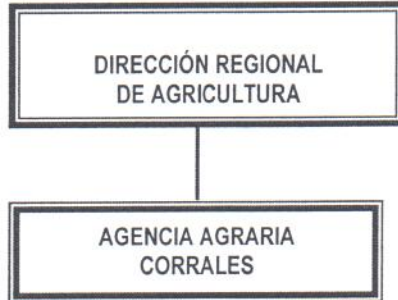 DIRECCIÓN REGIONAL
DE AGRICULTURA
AGENCIA AGRARIA
CORRALES